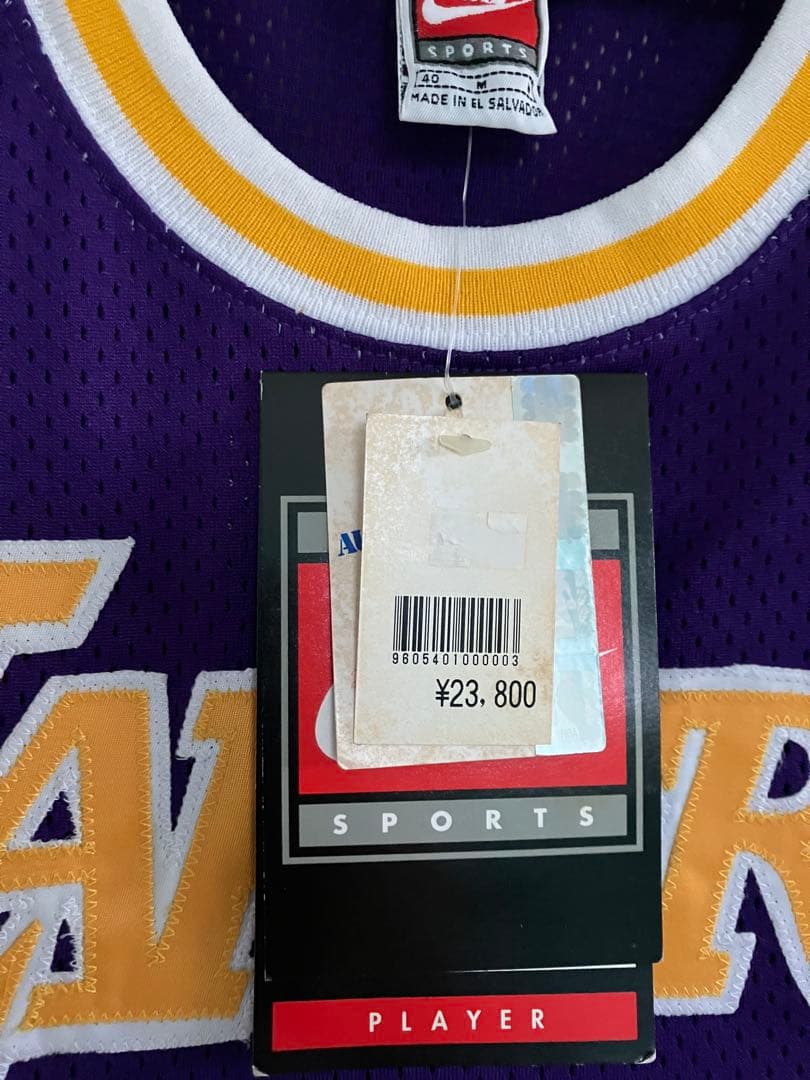 SPORTS
40 M
MADE IN EL SALVADOR
9605401000003
¥23,800
SPORTS
PLAYER